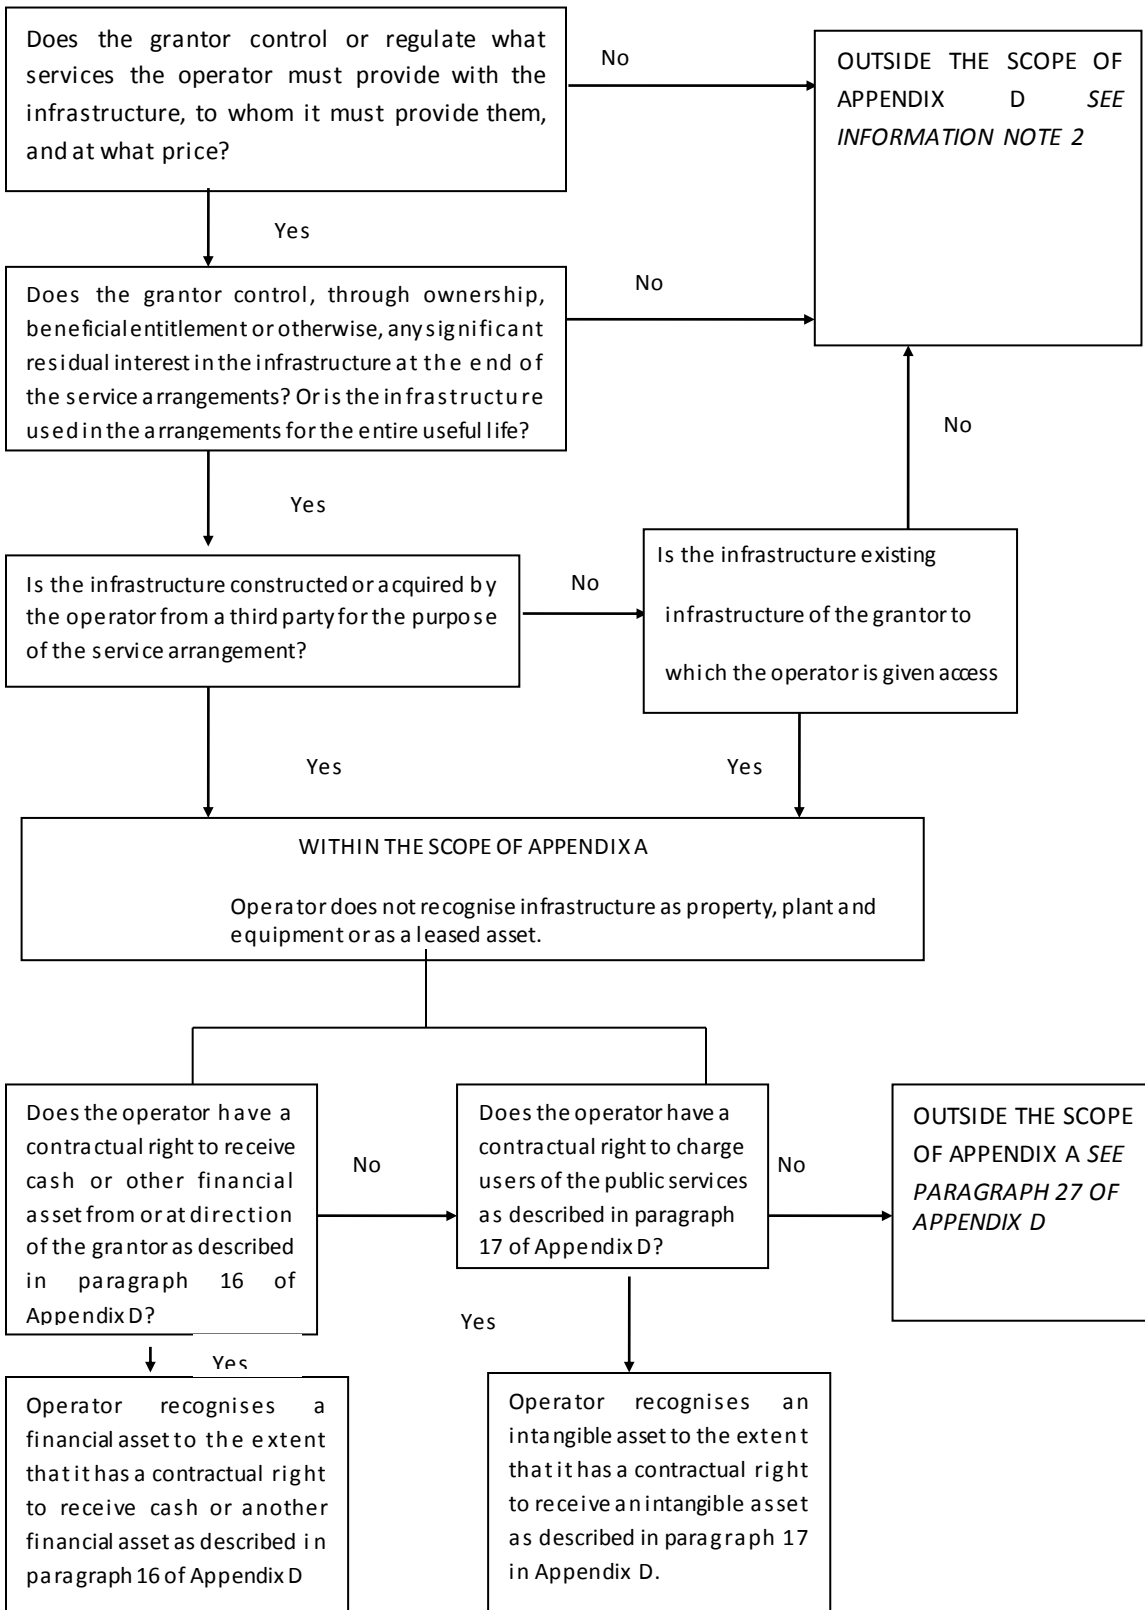 Does the grantor control or regulate what
services the operator must provide with the
infrastructure, to whom it must provide them,
and at what price?
No
OUTSIDE THE SCOPE OF
APPENDIX D SEE
INFORMATION NOTE 2
Yes
Does the grantor control, through ownership,
beneficial entitlement or otherwise, any significant
residual interest in the infrastructure at the end of
the service arrangements? Or is the infrastructure
used in the arrangements for the entire useful life?
No
No
Yes
Is the infrastructure constructed or acquired by
the operator from a third party for the purpose
of the service arrangement?
No
Is the infrastructure existing
infrastructure of the grantor to
which the operator is given access
Yes
Yes
WITHIN THE SCOPE OF APPENDIX A
Operator does not recognise infrastructure as property, plant and
equipment or as a leased asset.
Does the operator have a
contractual right to receive
cash or other financial
asset from or at direction
of the grantor as described
in paragraph 16 of
Appendix D?
No
Does the operator have a
contractual right to charge
users of the public services
as described in paragraph
17 of Appendix D?
No
OUTSIDE THE SCOPE
OF APPENDIX A SEE
PARAGRAPH 27 OF
APPENDIX D
Yes
Yes
Operator recognises a
financial asset to the extent
that it has a contractual right
to receive cash or another
financial asset as described in
paragraph 16 of Appendix D
Operator recognises an
intangible asset to the extent
that it has a contractual right
to receive an intangible asset
as described in paragraph 17
in Appendix D.